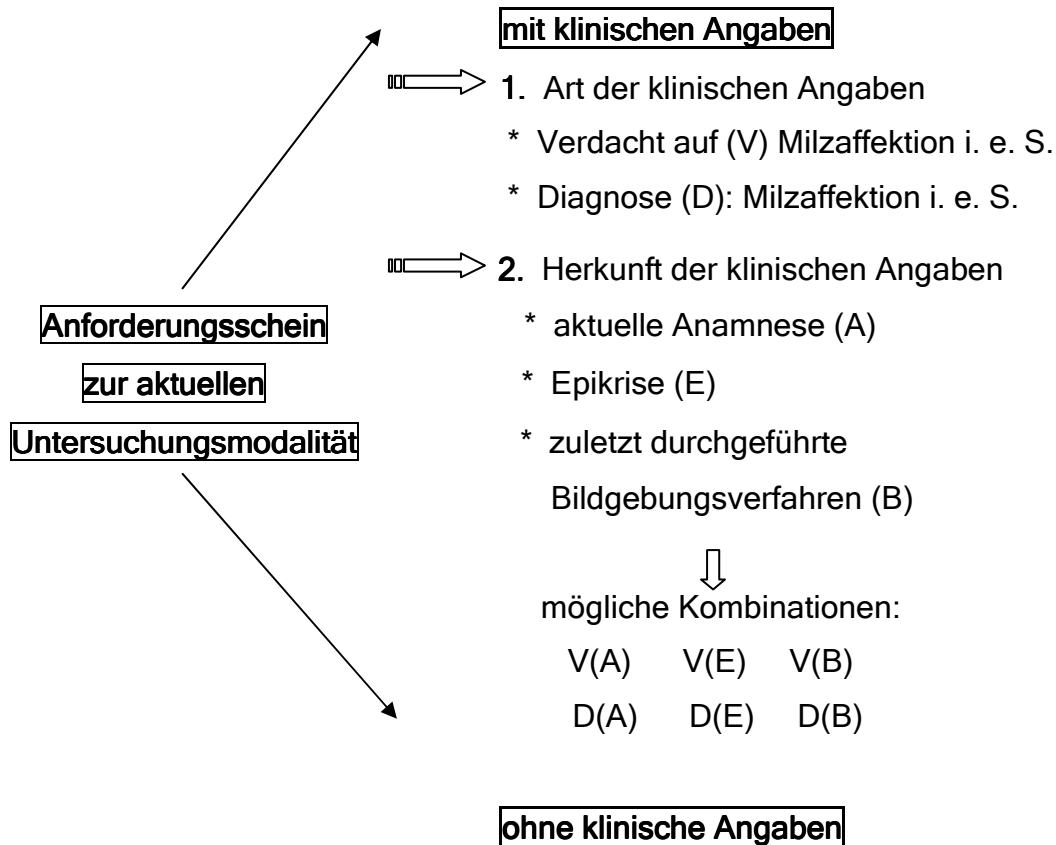 mit klinischen Angaben
1. Art der klinischen Angaben
* Verdacht auf (V) Milzaffektion i. e. S.
* Diagnose (D): Milzaffektion i. e. S.
2. Herkunft der klinischen Angaben
Anforderungsschein
zur aktuellen
Untersuchungsmodalität
* aktuelle Anamnese (A)
* Epikrise (E)
* zuletzt durchgeführte
Bildgebungsverfahren (B)
mögliche Kombinationen:
V(A) V(E) V(B)
D(A) D(E) D(B)
ohne klinische Angaben